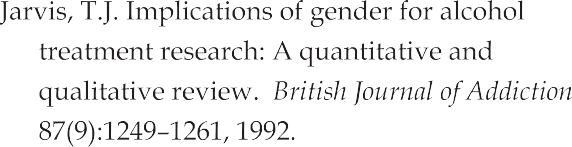 Jarvis, T.J. Implications of gender for alcohol
treatment research: A quantitative and
qualitative review. British Journal of Addiction
87(9):1249–1261, 1992.